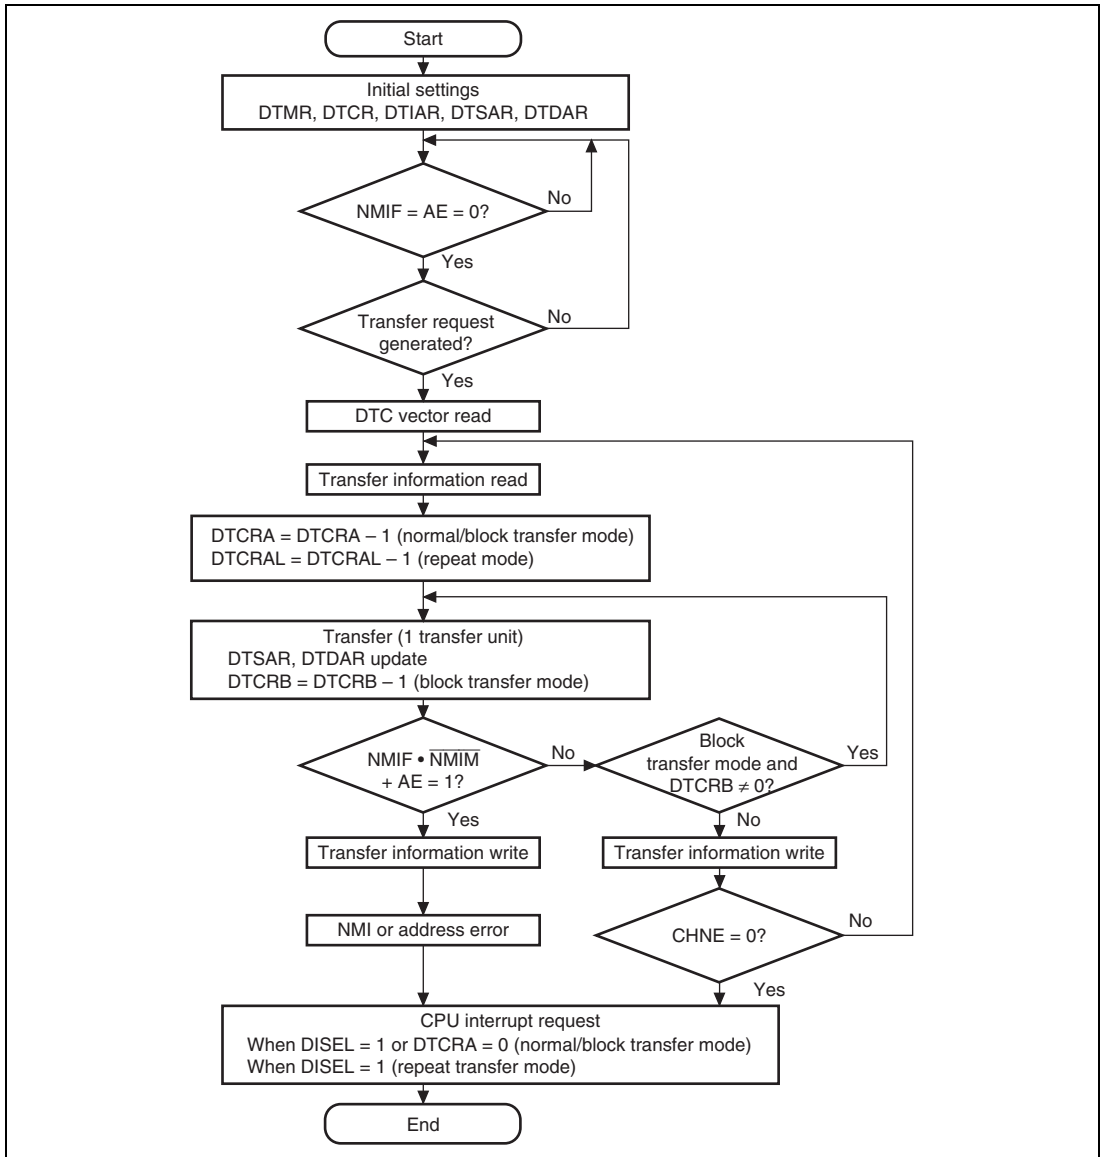 Start
Initial settings
DTMR, DTCR, DTIAR, DTSAR, DTDAR
NMIF = AE = 0?
No
Yes
Transfer request
generated?
No
Yes
DTC vector read
Transfer information read
DTCRA = DTCRA – 1 (normal/block transfer mode)
DTCRAL = DTCRAL – 1 (repeat mode)
Transfer (1 transfer unit)
DTSAR, DTDAR update
DTCRB = DTCRB – 1 (block transfer mode)
NMIF • N̅M̅I̅M̅
+ AE = 1?
No
Yes
Block
transfer mode and
DTCRB ≠ 0?
Yes
No
Transfer information write
Transfer information write
NMI or address error
CHNE = 0?
No
Yes
CPU interrupt request
When DISEL = 1 or DTCRA = 0 (normal/block transfer mode)
When DISEL = 1 (repeat transfer mode)
End